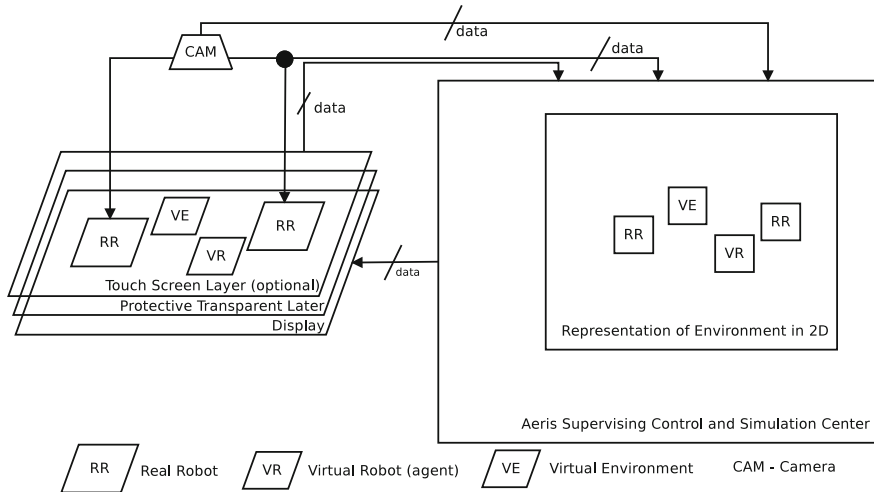 data
CAM
data
data
VE
RR
RR
VR
Touch Screen Layer (optional)
Protective Transparent Later
Display
data
VE
RR
RR
VR
Representation of Environment in 2D
Aeris Supervising Control and Simulation Center
RR Real Robot
VR Virtual Robot (agent)
VE Virtual Environment
CAM - Camera